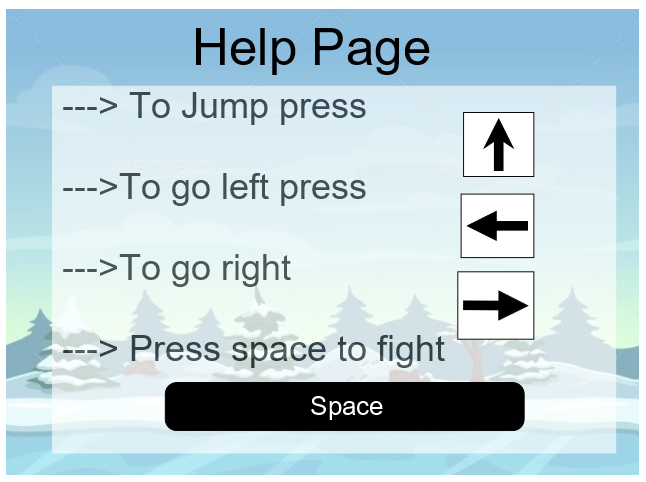 Help Page
---> To Jump press
--->To go left press
--->To go right
---> Press space to fight
Space